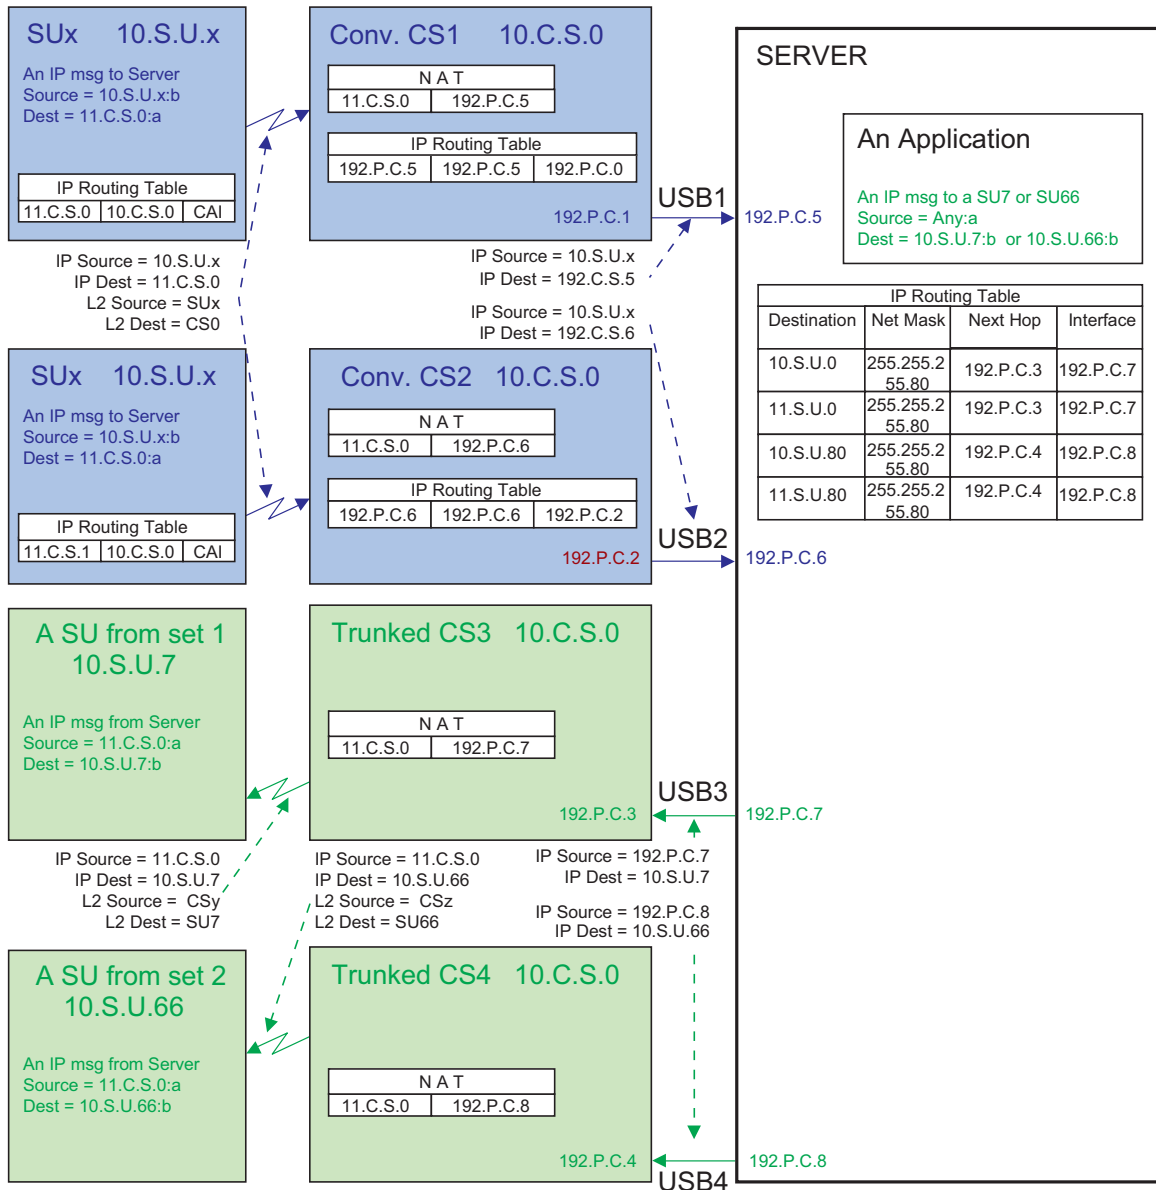 SUx 10.S.U.x
An IP msg to Server
Source = 10.S.U.x:b
Dest = 11.C.S.0:a
IP Routing Table
11.C.S.0 10.C.S.0 CAI
Conv. CS1 10.C.S.0
N A T
11.C.S.0 192.P.C.5
IP Routing Table
192.P.C.5 192.P.C.5 192.P.C.0
192.P.C.1
USB1
192.P.C.5
SERVER
An Application
An IP msg to a SU7 or SU66
Source = Any:a
Dest = 10.S.U.7:b or 10.S.U.66:b
IP Routing Table
Destination Net Mask Next Hop Interface
10.S.U.0 255.255.2 192.P.C.3 192.P.C.7
55.80
11.S.U.0 255.255.2 192.P.C.3 192.P.C.7
55.80
10.S.U.80 255.255.2 192.P.C.4 192.P.C.8
55.80
11.S.U.80 255.255.2 192.P.C.4 192.P.C.8
55.80
IP Source = 10.S.U.x
IP Dest = 11.C.S.0
L2 Source = SUx
L2 Dest = CS0
IP Source = 10.S.U.x
IP Dest = 192.C.S.5
IP Source = 10.S.U.x
IP Dest = 192.C.S.6
SUx 10.S.U.x
An IP msg to Server
Source = 10.S.U.x:b
Dest = 11.C.S.0:a
IP Routing Table
11.C.S.1 10.C.S.0 CAI
Conv. CS2 10.C.S.0
N A T
11.C.S.0 192.P.C.6
IP Routing Table
192.P.C.6 192.P.C.6 192.P.C.2
192.P.C.2
USB2
192.P.C.6
A SU from set 1
10.S.U.7
An IP msg from Server
Source = 11.C.S.0:a
Dest = 10.S.U.7:b
Trunked CS3 10.C.S.0
N A T
11.C.S.0 192.P.C.7
192.P.C.3
USB3
192.P.C.7
IP Source = 11.C.S.0
IP Dest = 10.S.U.7
L2 Source = CSy
L2 Dest = SU7
IP Source = 11.C.S.0
IP Dest = 10.S.U.66
L2 Source = CSz
L2 Dest = SU66
IP Source = 192.P.C.7
IP Dest = 10.S.U.7
IP Source = 192.P.C.8
IP Dest = 10.S.U.66
A SU from set 2
10.S.U.66
An IP msg from Server
Source = 11.C.S.0:a
Dest = 10.S.U.66:b
Trunked CS4 10.C.S.0
N A T
11.C.S.0 192.P.C.8
192.P.C.4
USB4
192.P.C.8